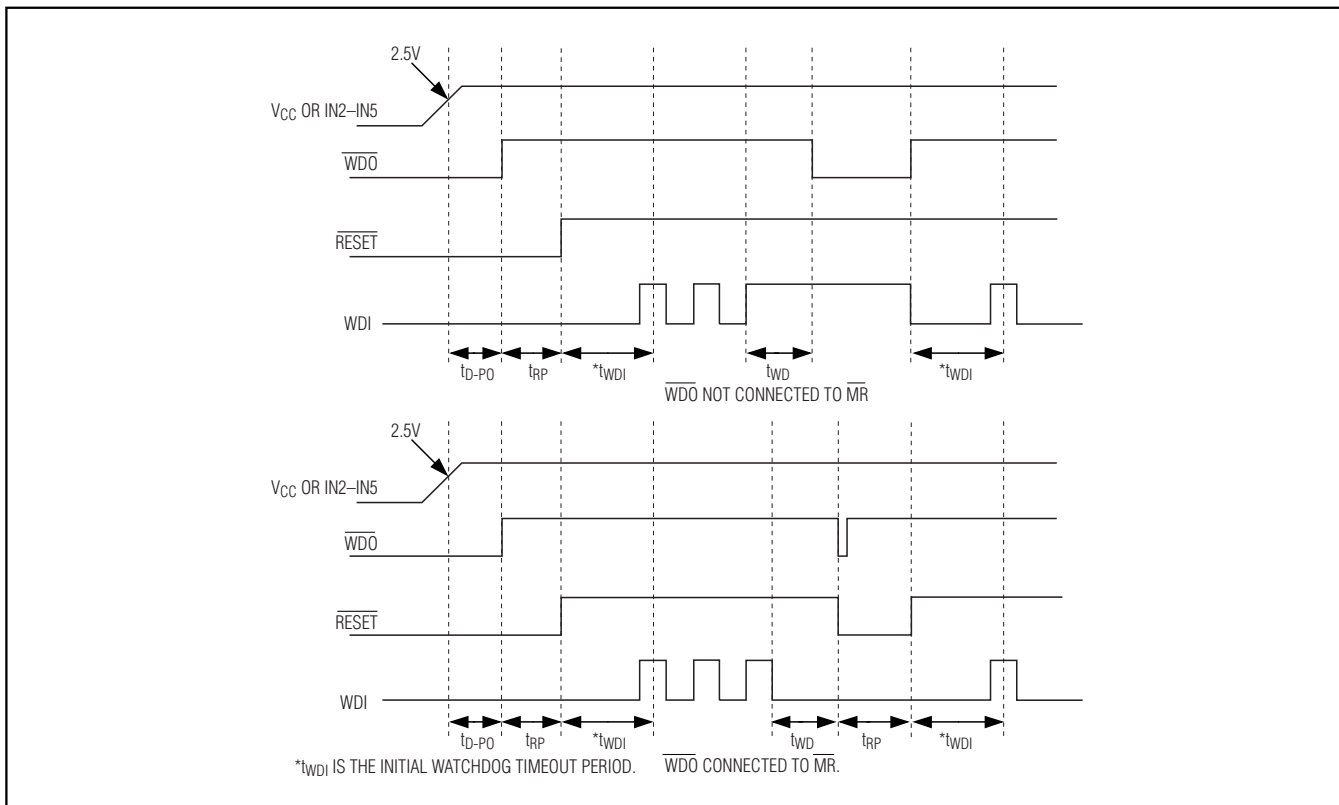 2.5V
VCC OR IN2–IN5
WDO
RESET
WDI
tD-PO tRP *tWDI tWD *tWDI
WDO NOT CONNECTED TO MR
2.5V
VCC OR IN2–IN5
WDO
RESET
WDI
tD-PO tRP *tWDI tWD tRP *tWDI
*tWDI IS THE INITIAL WATCHDOG TIMEOUT PERIOD. WDO CONNECTED TO MR.